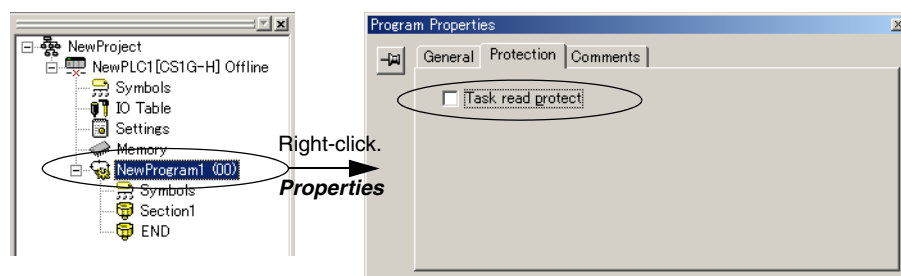 NewProject
NewPLC1[CS1G-H] Offline
Symbols
IO Table
Settings
Memory
NewProgram1 (00)
Symbols
Section1
END
Right-click.
Properties
Program Properties
General Protection Comments
Task read protect